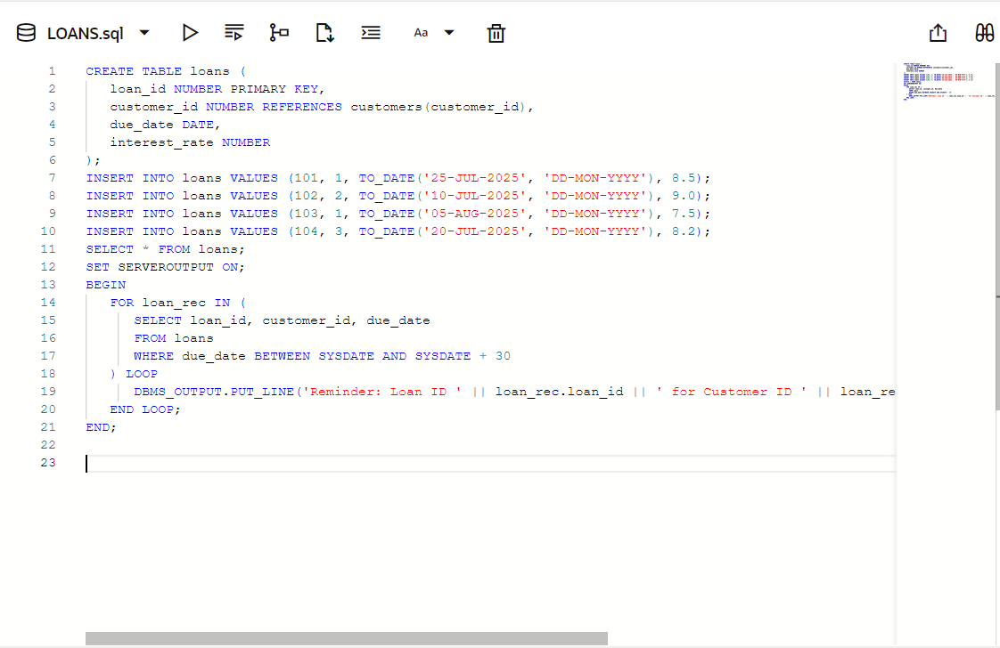 LOANS.sql
Aa
1 CREATE TABLE loans (
2 loan_id NUMBER PRIMARY KEY,
3 customer_id NUMBER REFERENCES customers(customer_id),
4 due_date DATE,
5 interest_rate NUMBER
6 );
7 INSERT INTO loans VALUES (101, 1, TO_DATE('25-JUL-2025', 'DD-MON-YYYY'), 8.5);
8 INSERT INTO loans VALUES (102, 2, TO_DATE('10-JUL-2025', 'DD-MON-YYYY'), 9.0);
9 INSERT INTO loans VALUES (103, 1, TO_DATE('05-AUG-2025', 'DD-MON-YYYY'), 7.5);
10 INSERT INTO loans VALUES (104, 3, TO_DATE('20-JUL-2025', 'DD-MON-YYYY'), 8.2);
11 SELECT * FROM loans;
12 SET SERVEROUTPUT ON;
13 BEGIN
14 FOR loan_rec IN (
15 SELECT loan_id, customer_id, due_date
16 FROM loans
17 WHERE due_date BETWEEN SYSDATE AND SYSDATE + 30
18 ) LOOP
19 DBMS_OUTPUT.PUT_LINE('Reminder: Loan ID ' || loan_rec.loan_id || ' for Customer ID ' || loan_re
20 END LOOP;
21 END;
22
23